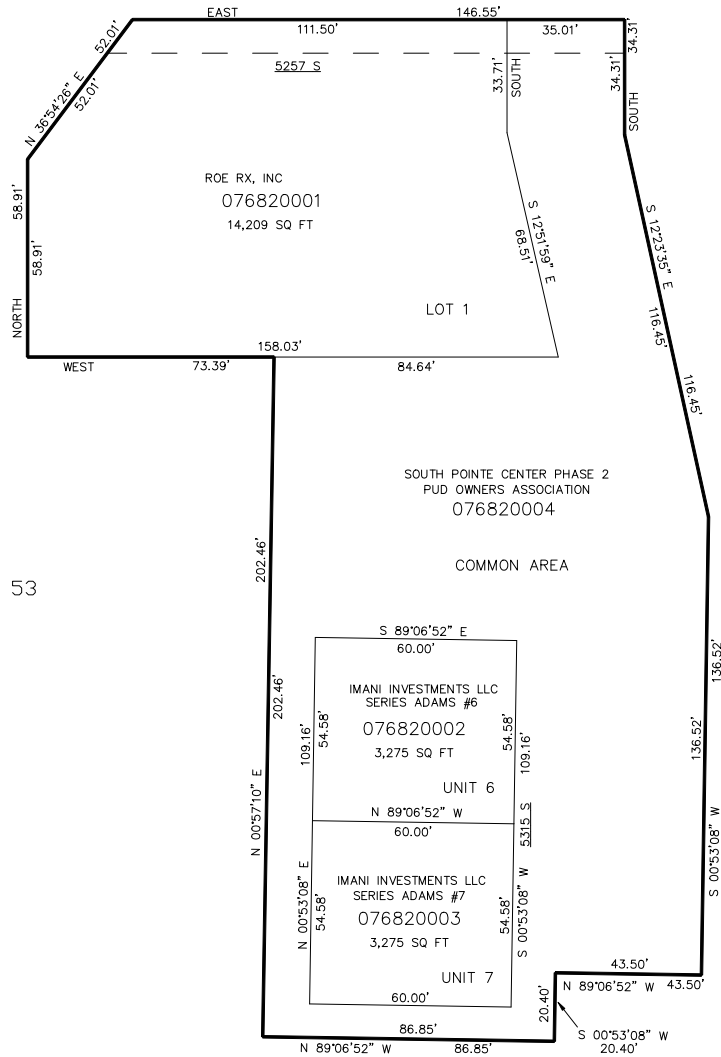 EAST
146.55'
111.50'
35.01'
52.01'
N 36°54'26" E
52.01'
5257 S
33.71'
SOUTH
34.31'
34.31'
SOUTH
ROE RX, INC
076820001
14,209 SQ FT
58.91'
58.91'
NORTH
S 12°51'59" E
68.51'
S 12°23'35" E
116.45'
116.45'
LOT 1
158.03'
WEST
73.39'
84.64'
SOUTH POINTE CENTER PHASE 2
PUD OWNERS ASSOCIATION
076820004
COMMON AREA
53
202.46'
202.46'
N 00°57'10" E
S 89°06'52" E
60.00'
IMANI INVESTMENTS LLC
SERIES ADAMS #6
076820002
3,275 SQ FT
UNIT 6
109.16'
54.58'
54.58'
109.16'
N 89°06'52" W
60.00'
5315 S
IMANI INVESTMENTS LLC
SERIES ADAMS #7
076820003
3,275 SQ FT
UNIT 7
N 00°53'08" E
54.58'
54.58'
S 00°53'08" W
60.00'
136.52'
136.52'
S 00°53'08" W
43.50'
N 89°06'52" W
43.50'
20.40'
S 00°53'08" W
20.40'
86.85'
N 89°06'52" W
86.85'